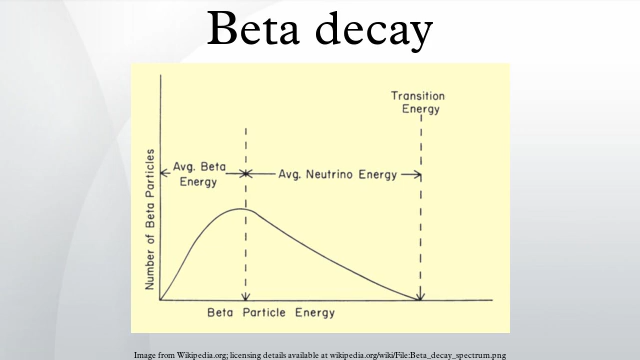 Beta decay
Transition
Energy
Avg. Beta
Energy
Avg. Neutrino Energy
Number of Beta Particles
Beta Particle Energy
Image from Wikipedia.org; licensing details available at wikipedia.org/wiki/File:Beta_decay_spectrum.png